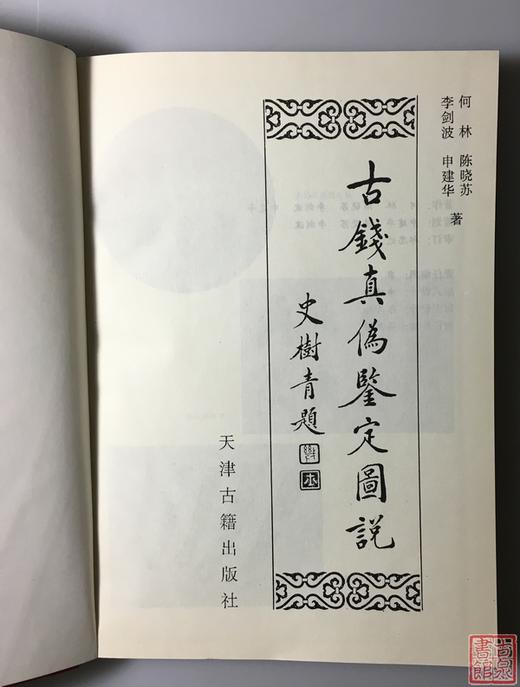 何林 陈晓苏
李剑波 申建华 著
古錢真偽鑒定圖說
史樹青題
天津古籍出版社